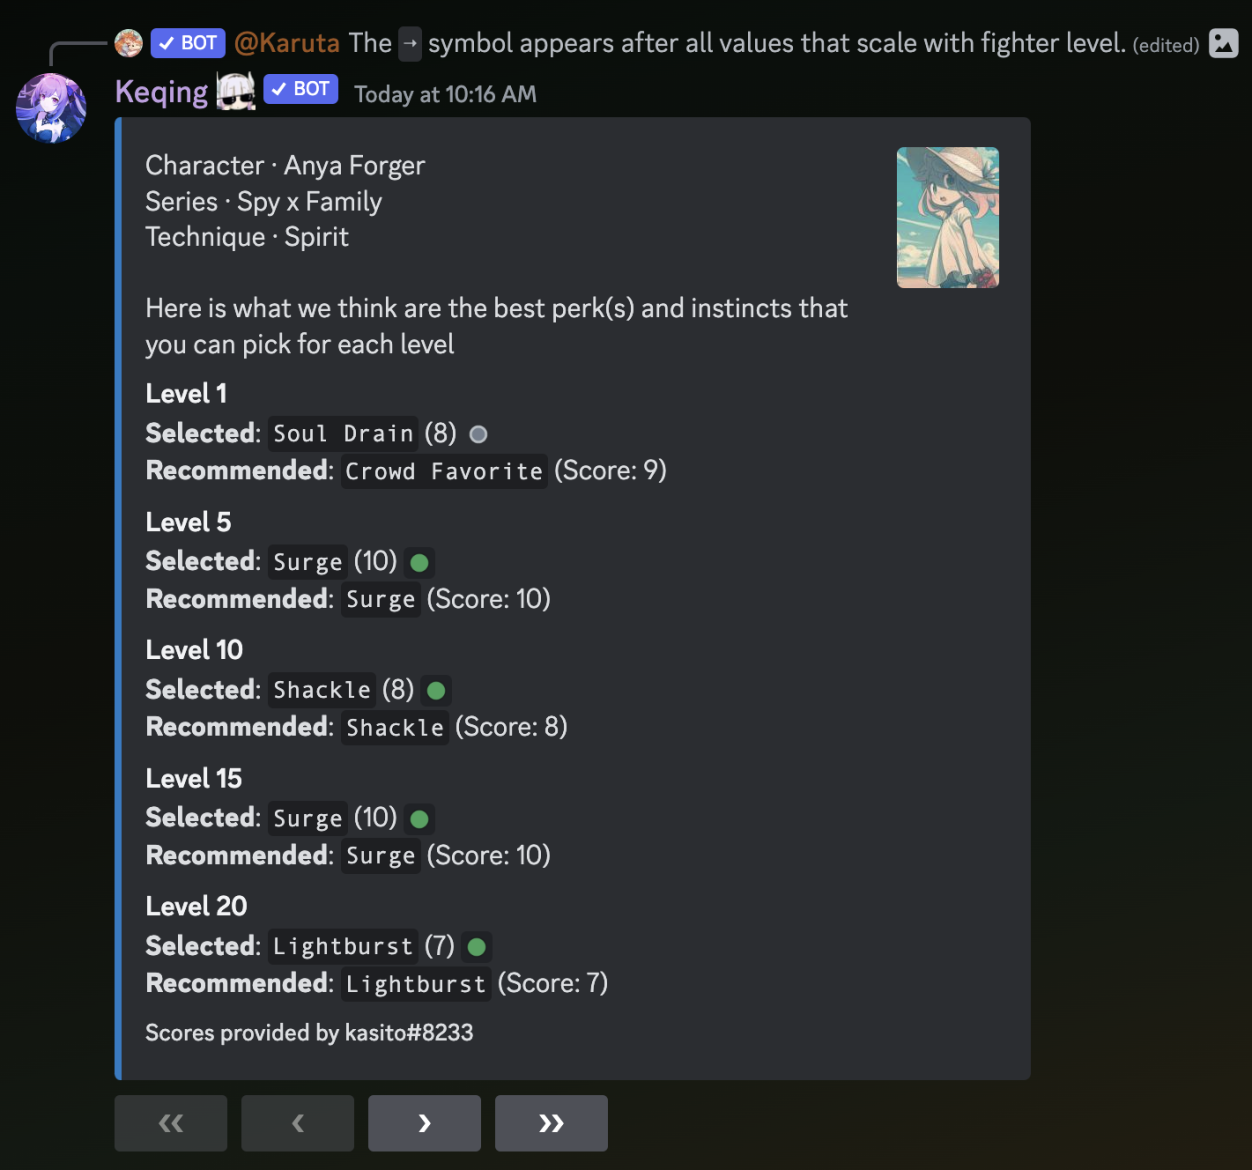 ✓ BOT @Karuta The → symbol appears after all values that scale with fighter level. (edited)
Keqing ✓ BOT Today at 10:16 AM
Character · Anya Forger
Series · Spy x Family
Technique · Spirit
Here is what we think are the best perk(s) and instincts that
you can pick for each level
Level 1
Selected: Soul Drain (8)
Recommended: Crowd Favorite (Score: 9)
Level 5
Selected: Surge (10)
Recommended: Surge (Score: 10)
Level 10
Selected: Shackle (8)
Recommended: Shackle (Score: 8)
Level 15
Selected: Surge (10)
Recommended: Surge (Score: 10)
Level 20
Selected: Lightburst (7)
Recommended: Lightburst (Score: 7)
Scores provided by kasito#8233